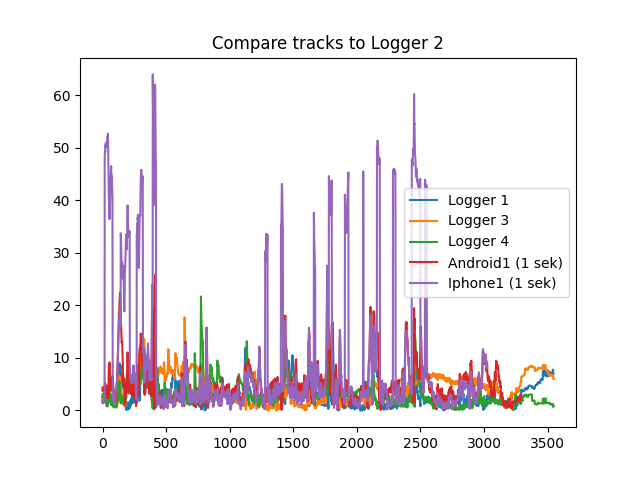 Compare tracks to Logger 2
60
50
40
30
20
10
0
Logger 1
Logger 3
Logger 4
Android1 (1 sek)
Iphone1 (1 sek)
0 500 1000 1500 2000 2500 3000 3500